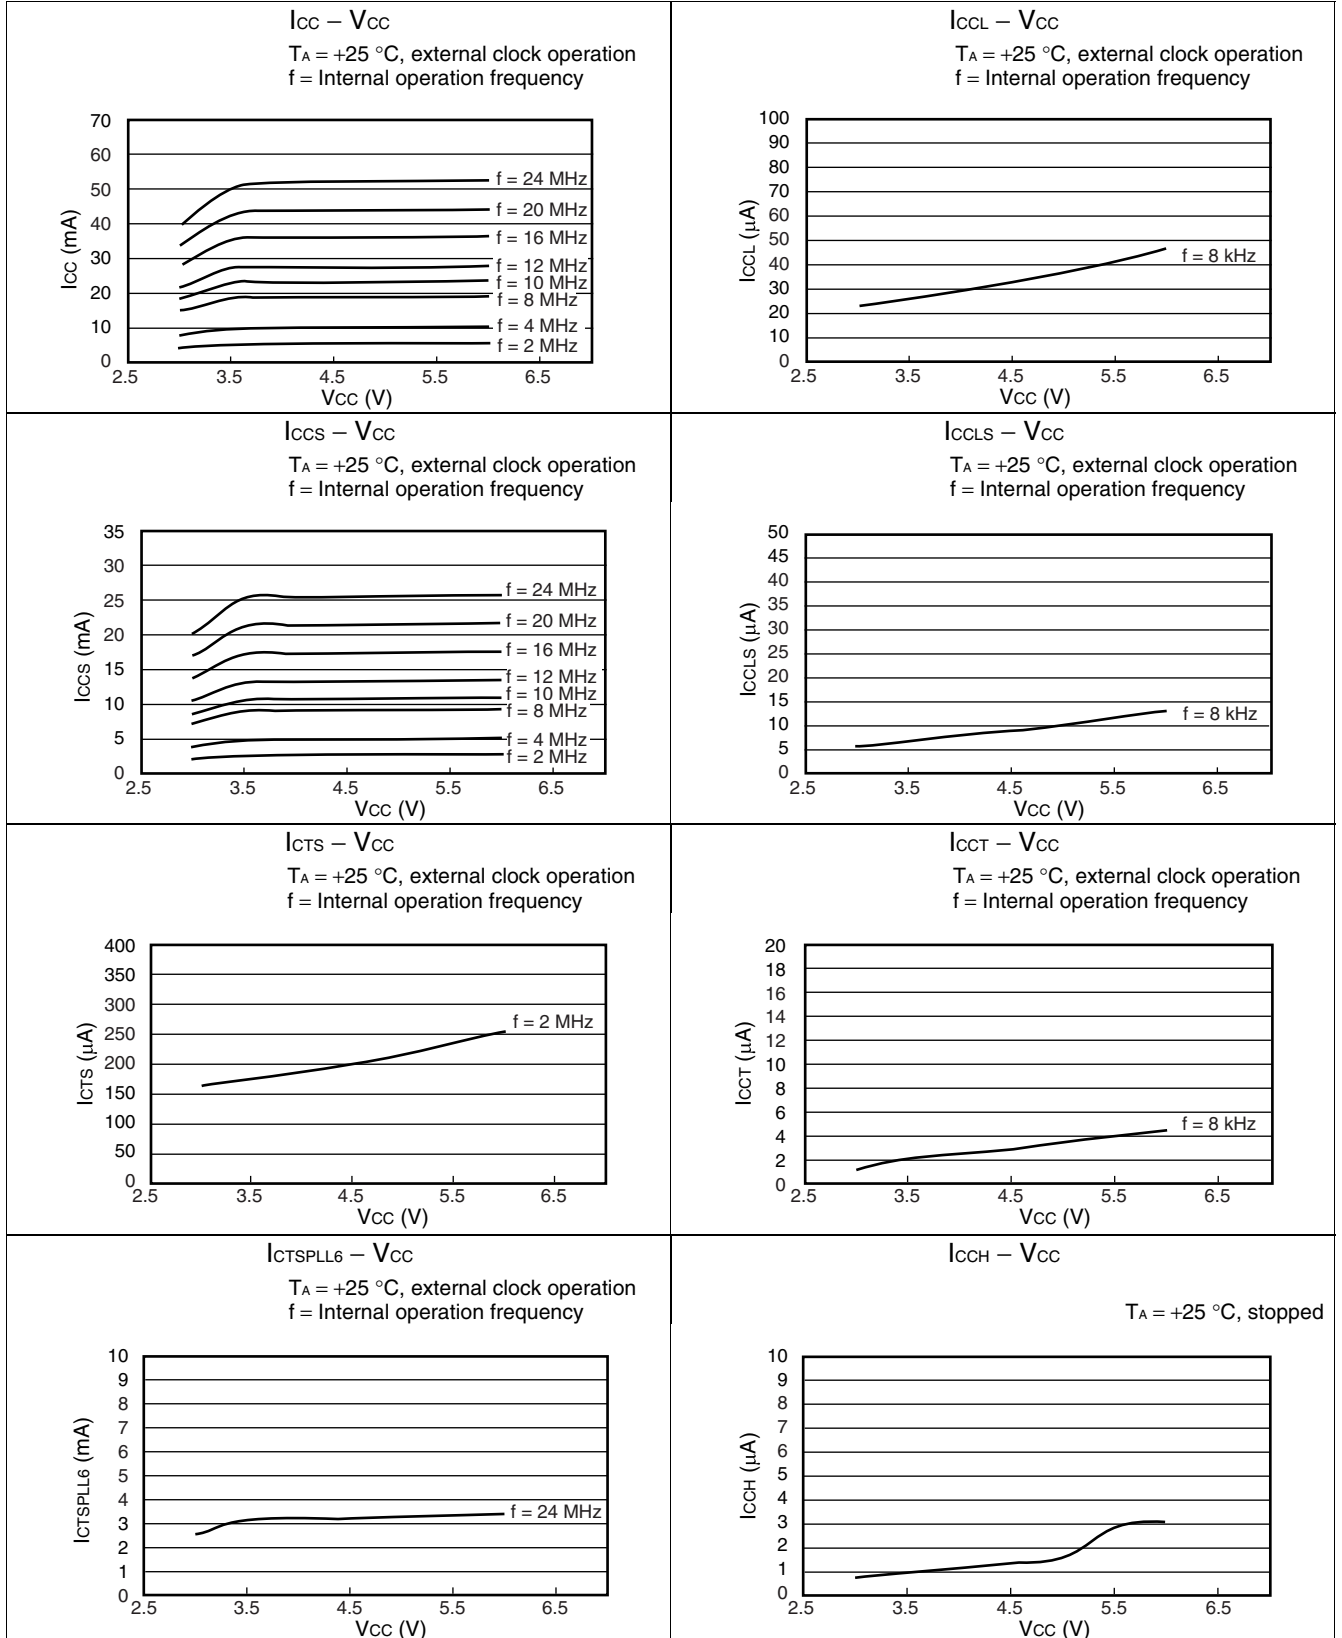 ICC – VCC
TA = +25 °C, external clock operation
f = Internal operation frequency
70
60
50
40
30
20
10
0
ICC (mA)
f = 24 MHz
f = 20 MHz
f = 16 MHz
f = 12 MHz
f = 10 MHz
f = 8 MHz
f = 4 MHz
f = 2 MHz
2.5 3.5 4.5 5.5 6.5
VCC (V)
ICCL – VCC
TA = +25 °C, external clock operation
f = Internal operation frequency
100
90
80
70
60
50
40
30
20
10
0
ICCL (µA)
f = 8 kHz
2.5 3.5 4.5 5.5 6.5
VCC (V)
ICCS – VCC
TA = +25 °C, external clock operation
f = Internal operation frequency
35
30
25
20
15
10
5
0
ICCS (mA)
f = 24 MHz
f = 20 MHz
f = 16 MHz
f = 12 MHz
f = 10 MHz
f = 8 MHz
f = 4 MHz
f = 2 MHz
2.5 3.5 4.5 5.5 6.5
VCC (V)
ICCLS – VCC
TA = +25 °C, external clock operation
f = Internal operation frequency
50
45
40
35
30
25
20
15
10
5
0
ICCLS (µA)
f = 8 kHz
2.5 3.5 4.5 5.5 6.5
VCC (V)
ICTS – VCC
TA = +25 °C, external clock operation
f = Internal operation frequency
400
350
300
250
200
150
100
50
0
ICTS (µA)
f = 2 MHz
2.5 3.5 4.5 5.5 6.5
VCC (V)
ICCT – VCC
TA = +25 °C, external clock operation
f = Internal operation frequency
20
18
16
14
12
10
8
6
4
2
0
ICCT (µA)
f = 8 kHz
2.5 3.5 4.5 5.5 6.5
VCC (V)
ICTSPLL6 – VCC
TA = +25 °C, external clock operation
f = Internal operation frequency
10
9
8
7
6
5
4
3
2
1
0
ICTSPLL6 (mA)
f = 24 MHz
2.5 3.5 4.5 5.5 6.5
VCC (V)
ICCH – VCC
TA = +25 °C, stopped
10
9
8
7
6
5
4
3
2
1
0
ICCH (µA)
2.5 3.5 4.5 5.5 6.5
VCC (V)